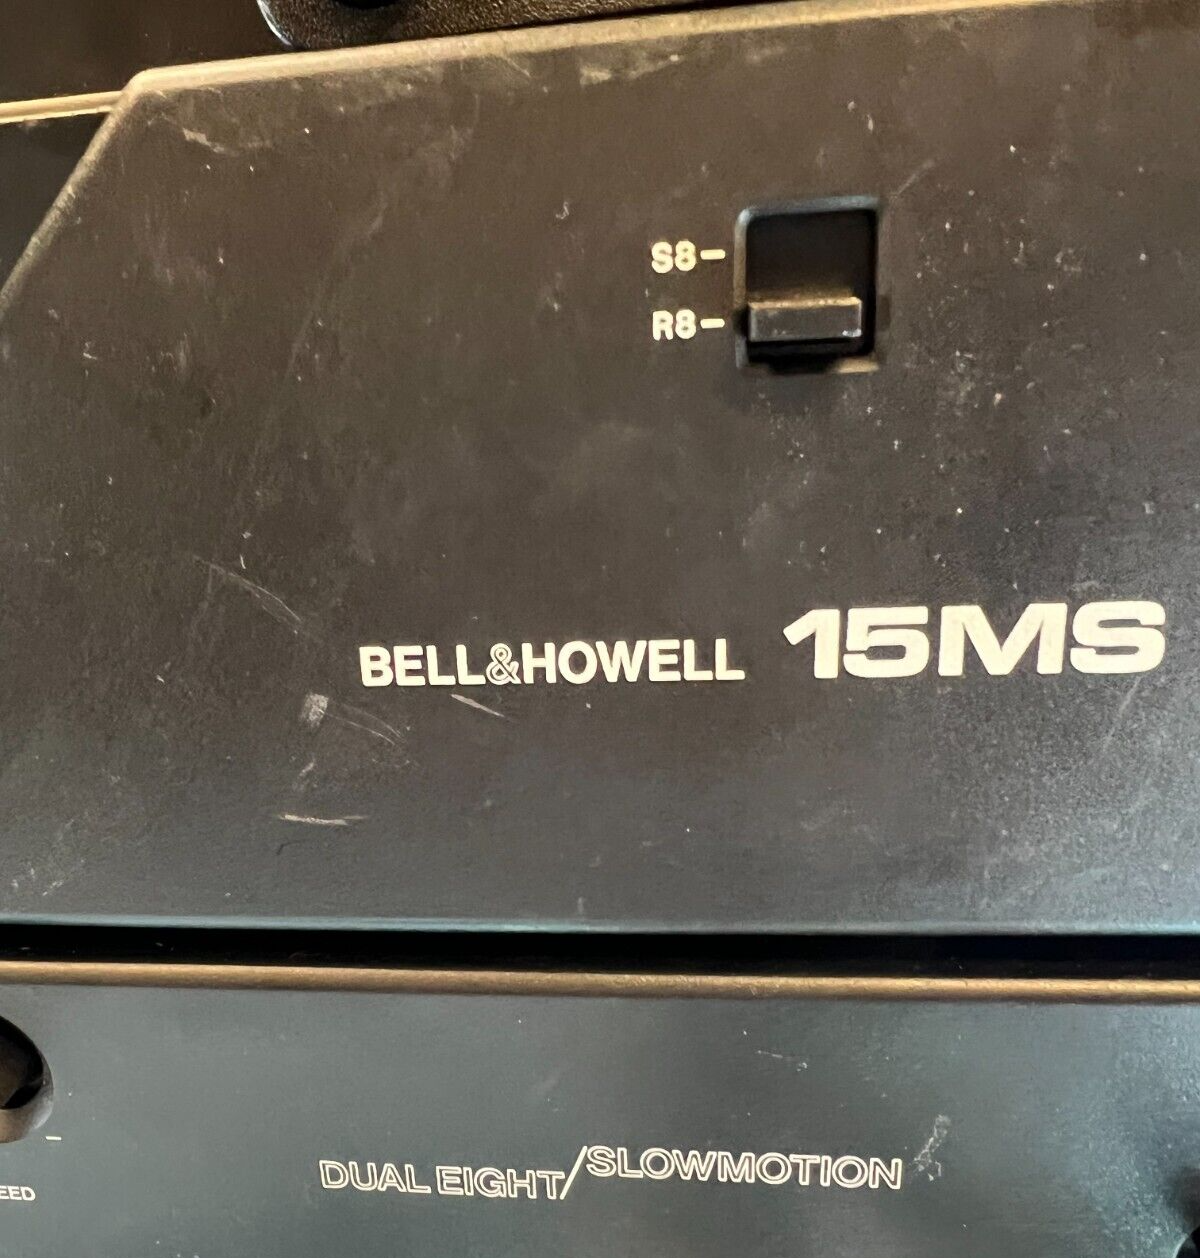 S8-
R8-
BELL&HOWELL 15MS
DUAL EIGHT/SLOWMOTION